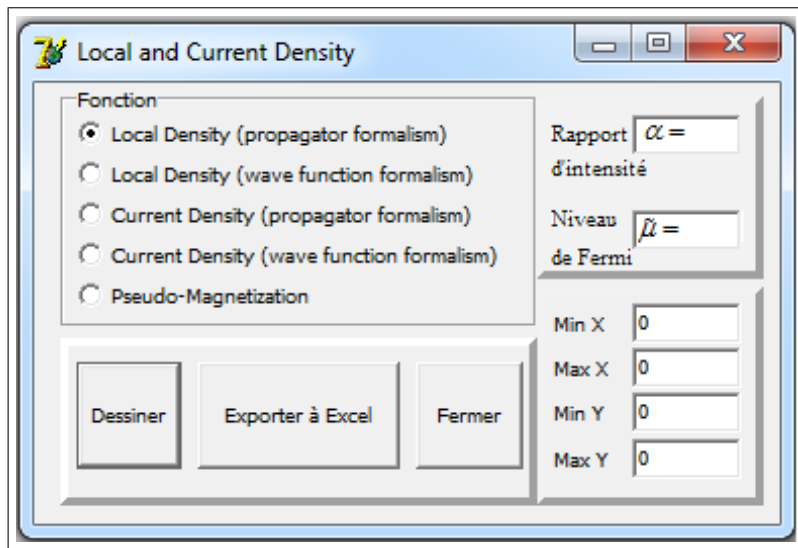 Local and Current Density
Fonction
Local Density (propagator formalism)
Local Density (wave function formalism)
Current Density (propagator formalism)
Current Density (wave function formalism)
Pseudo-Magnetization
Rapport α =
d'intensité
Niveau μ̃ =
de Fermi
Min X 0
Max X 0
Min Y 0
Max Y 0
Dessiner Exporter à Excel Fermer